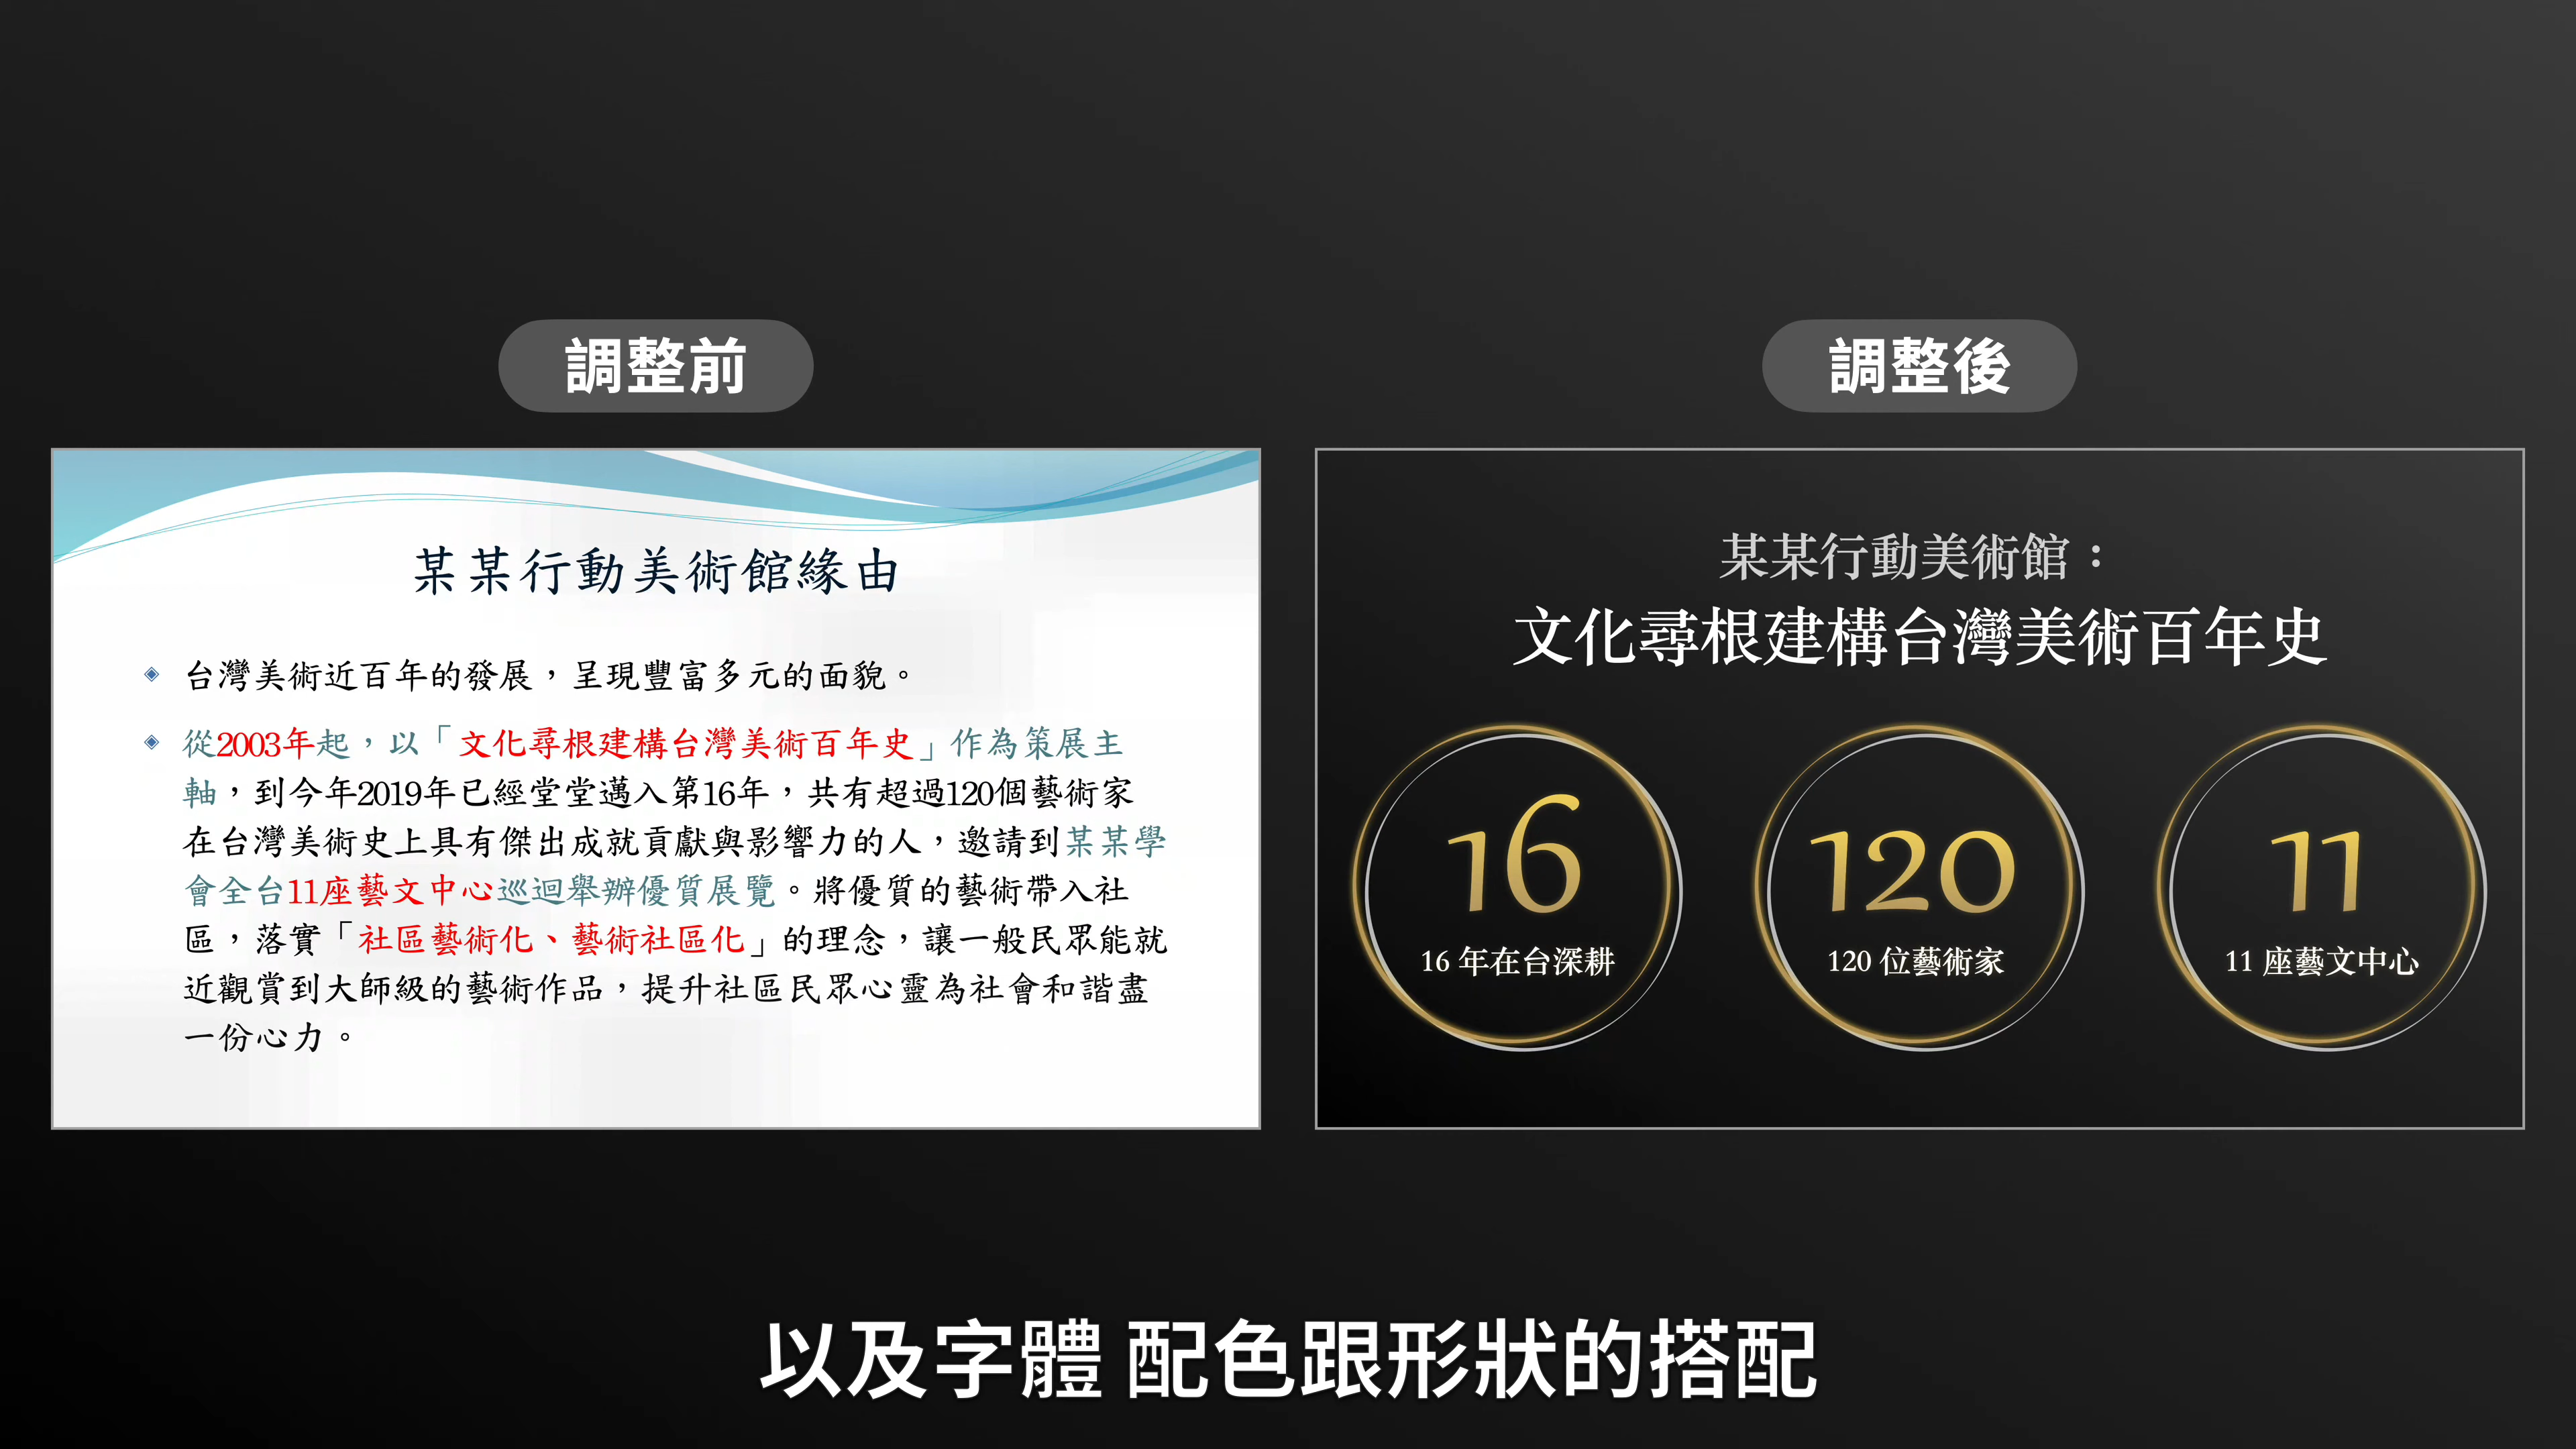 調整前
某某行動美術館緣由
台灣美術近百年的發展，呈現豐富多元的面貌。
從2003年起，以「文化尋根建構台灣美術百年史」作為策展主
軸，到今年2019年已經堂堂邁入第16年，共有超過120個藝術家
在台灣美術史上具有傑出成就貢獻與影響力的人，邀請到某某學
會全台11座藝文中心巡迴舉辦優質展覽。將優質的藝術帶入社
區，落實「社區藝術化、藝術社區化」的理念，讓一般民眾能就
近觀賞到大師級的藝術作品，提升社區民眾心靈為社會和諧盡
一份心力。
調整後
某某行動美術館：
文化尋根建構台灣美術百年史
16
16 年在台深耕
120
120 位藝術家
11
11 座藝文中心
以及字體 配色跟形狀的搭配